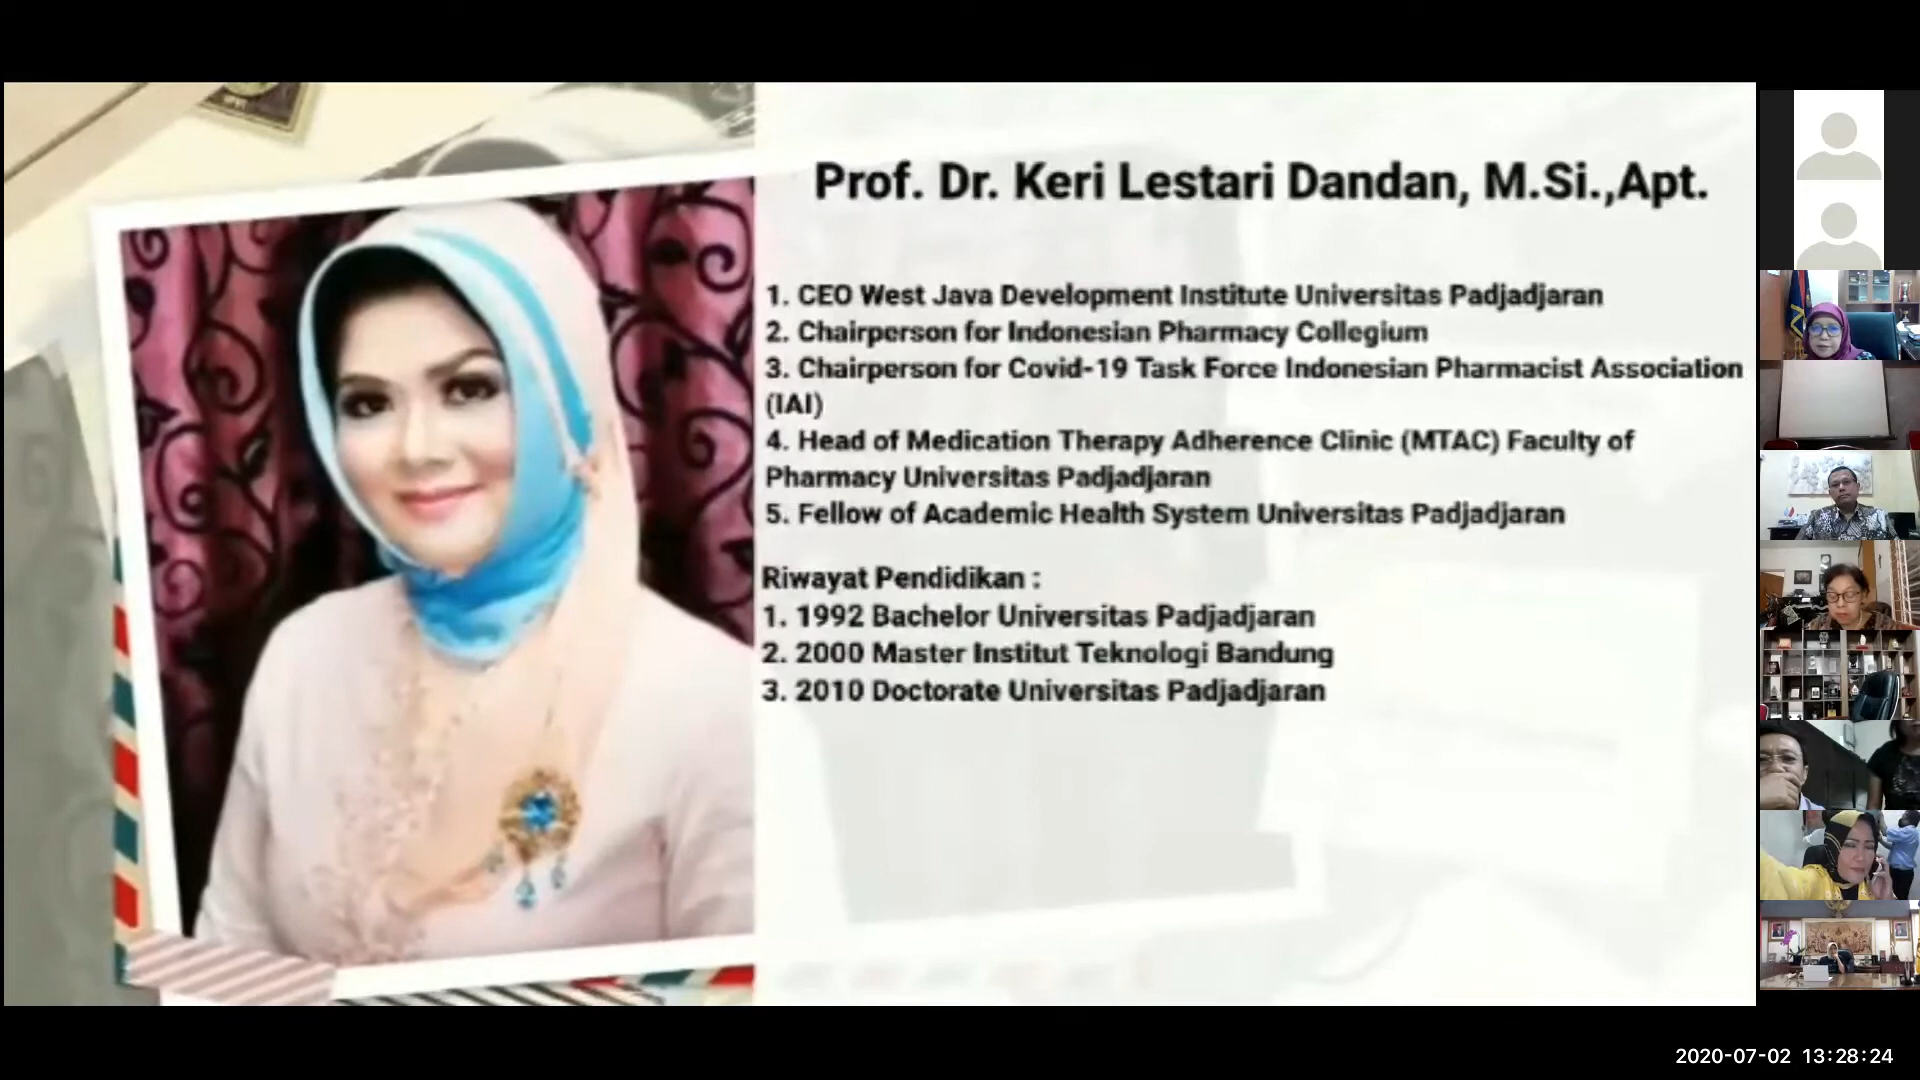 Prof. Dr. Keri Lestari Dandan, M.Si.,Apt.
1. CEO West Java Development Institute Universitas Padjadjaran
2. Chairperson for Indonesian Pharmacy Collegium
3. Chairperson for Covid-19 Task Force Indonesian Pharmacist Association
(IAI)
4. Head of Medication Therapy Adherence Clinic (MTAC) Faculty of
Pharmacy Universitas Padjadjaran
5. Fellow of Academic Health System Universitas Padjadjaran
Riwayat Pendidikan :
1. 1992 Bachelor Universitas Padjadjaran
2. 2000 Master Institut Teknologi Bandung
3. 2010 Doctorate Universitas Padjadjaran
2020-07-02 13:28:24